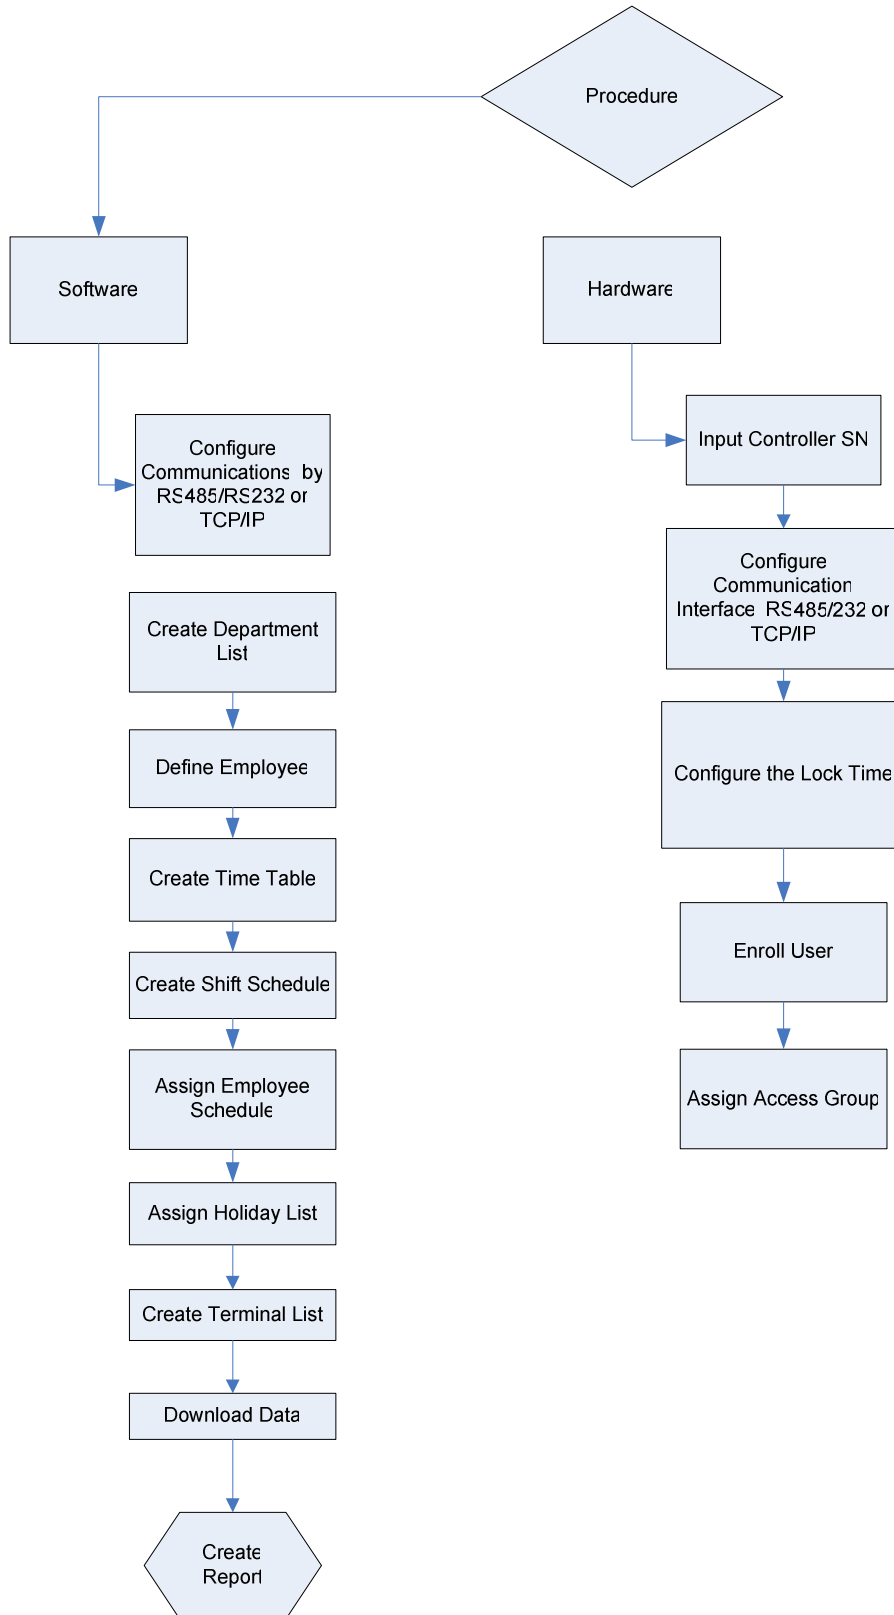 Procedure
Software
Hardware
Configure
Communications by
RS485/RS232 or
TCP/IP
Input Controller SN
Configure
Communication
Interface RS485/232 or
TCP/IP
Create Department
List
Define Employee
Configure the Lock Time
Create Time Table
Enroll User
Create Shift Schedule
Assign Employee
Schedule
Assign Access Group
Assign Holiday List
Create Terminal List
Download Data
Create
Report